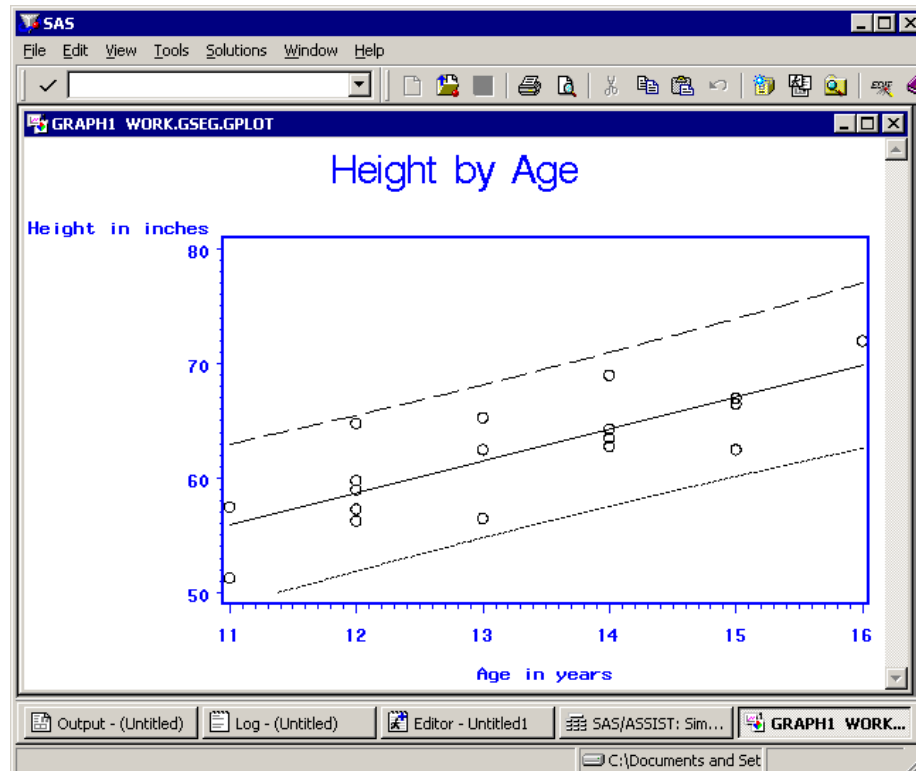 SAS
File Edit View Tools Solutions Window Help
GRAPH1 WORK.GSEG.GPLOT
Height by Age
Height in inches
80
70
60
50
11 12 13 14 15 16
Age in years
Output - (Untitled) Log - (Untitled) Editor - Untitled1 SAS/ASSIST: Sim... GRAPH1 WORK...
C:\Documents and Set